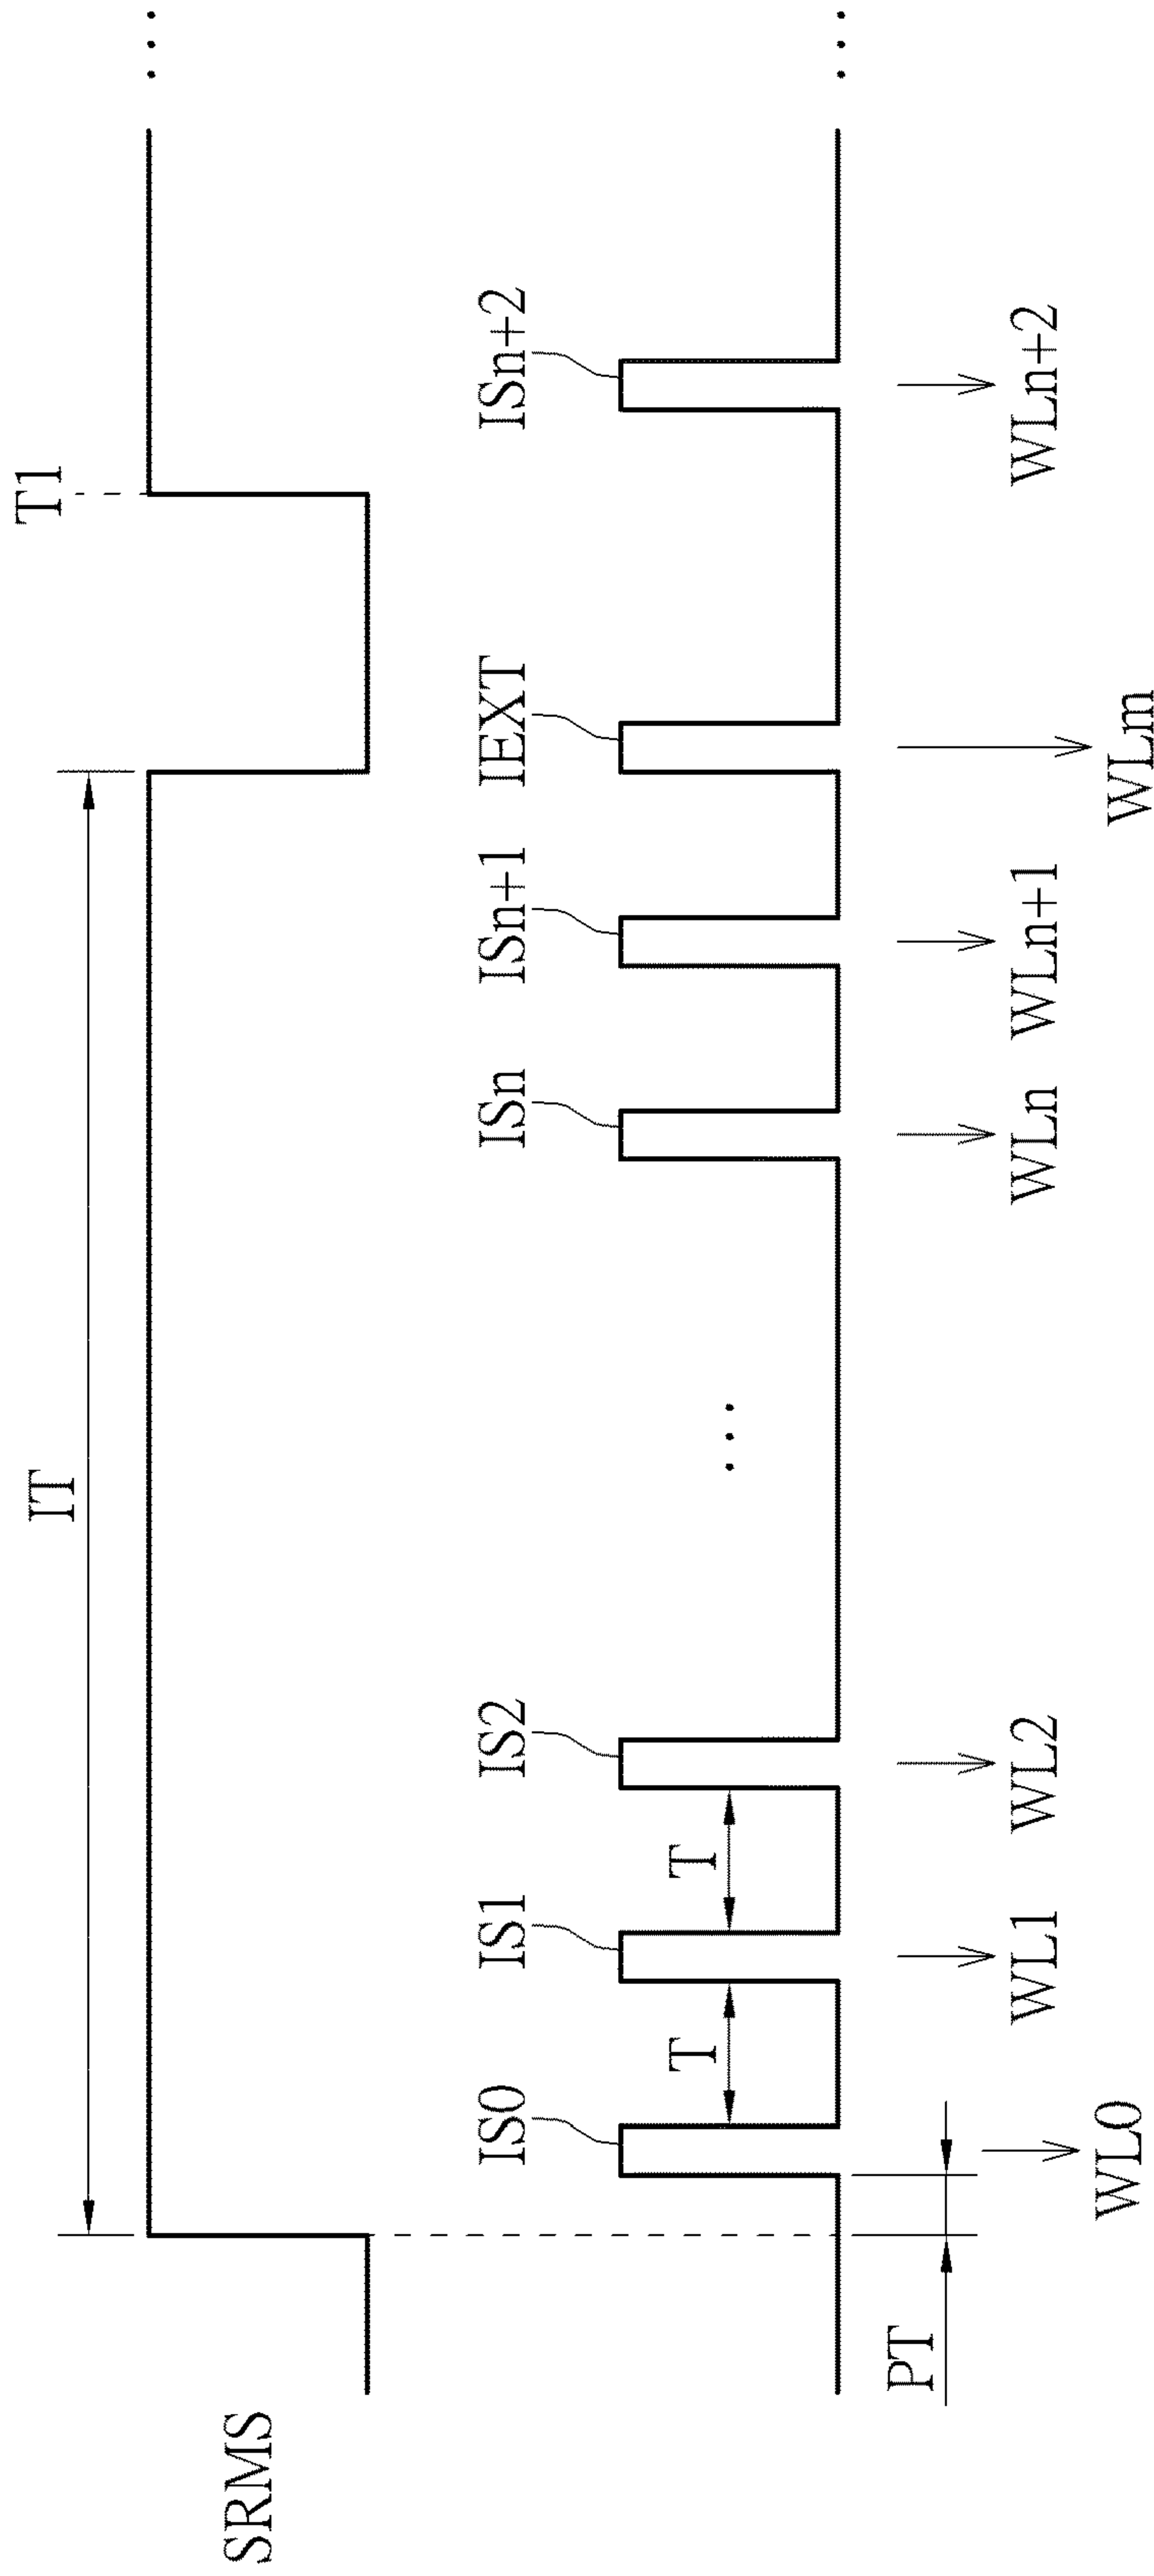 T1
IT
SRMS
IS0
IS1
IS2
ISn
ISn+1
IEXT
ISn+2
T
T
PT
WL0
WL1
WL2
WLn
WLn+1
WLm
WLn+2